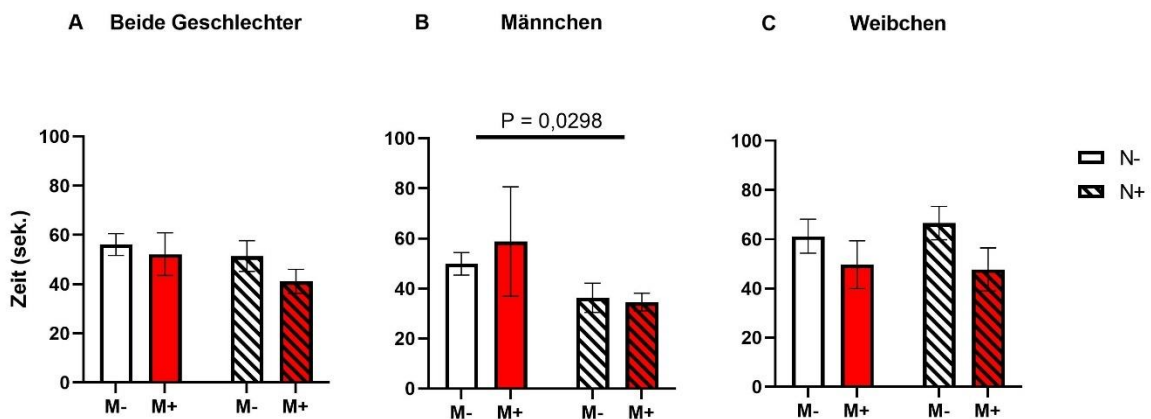 A Beide Geschlechter
B Männchen
C Weibchen
Zeit (sek.)
100
80
60
40
20
0
M- M+ M- M+
P = 0,0298
100
80
60
40
20
0
M- M+ M- M+
100
80
60
40
20
0
M- M+ M- M+
N-
N+